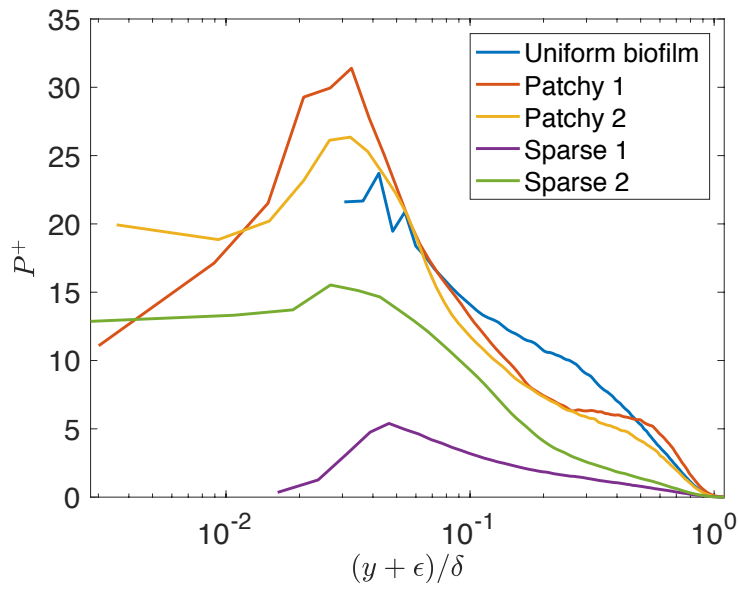 35
30
25
20
15
10
5
0
P⁺
Uniform biofilm
Patchy 1
Patchy 2
Sparse 1
Sparse 2
10⁻² 10⁻¹ 10⁰
(y + ϵ)/δ